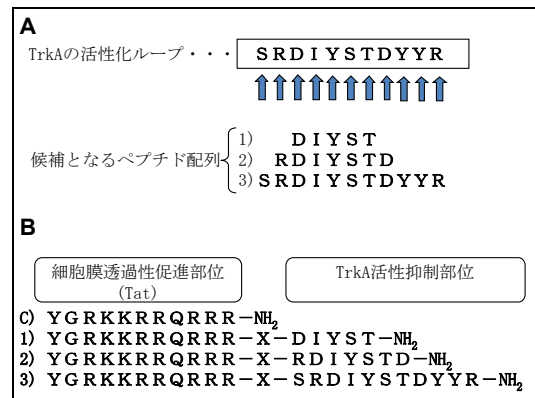 A
TrkAの活性化ループ・・・ SRDIYSTDYYR
候補となるペプチド配列
1) DIYST
2) RDIYSTD
3) SRDIYSTDYYR
B
細胞膜透過性促進部位
(Tat)
TrkA活性抑制部位
C) YGRKKRRQRRR－NH2
1) YGRKKRRQRRR－X－DIYST－NH2
2) YGRKKRRQRRR－X－RDIYSTD－NH2
3) YGRKKRRQRRR－X－SRDIYSTDYYR－NH2